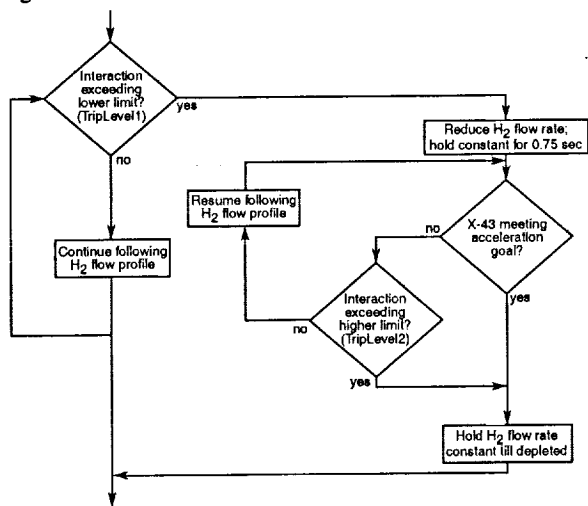 Interaction
exceeding
lower limit?
(TripLevel1)
yes
no
Continue following
H2 flow profile
Reduce H2 flow rate;
hold constant for 0.75 sec
Resume following
H2 flow profile
X-43 meeting
acceleration
goal?
no
yes
Interaction
exceeding
higher limit?
(TripLevel2)
no
yes
Hold H2 flow rate
constant till depleted